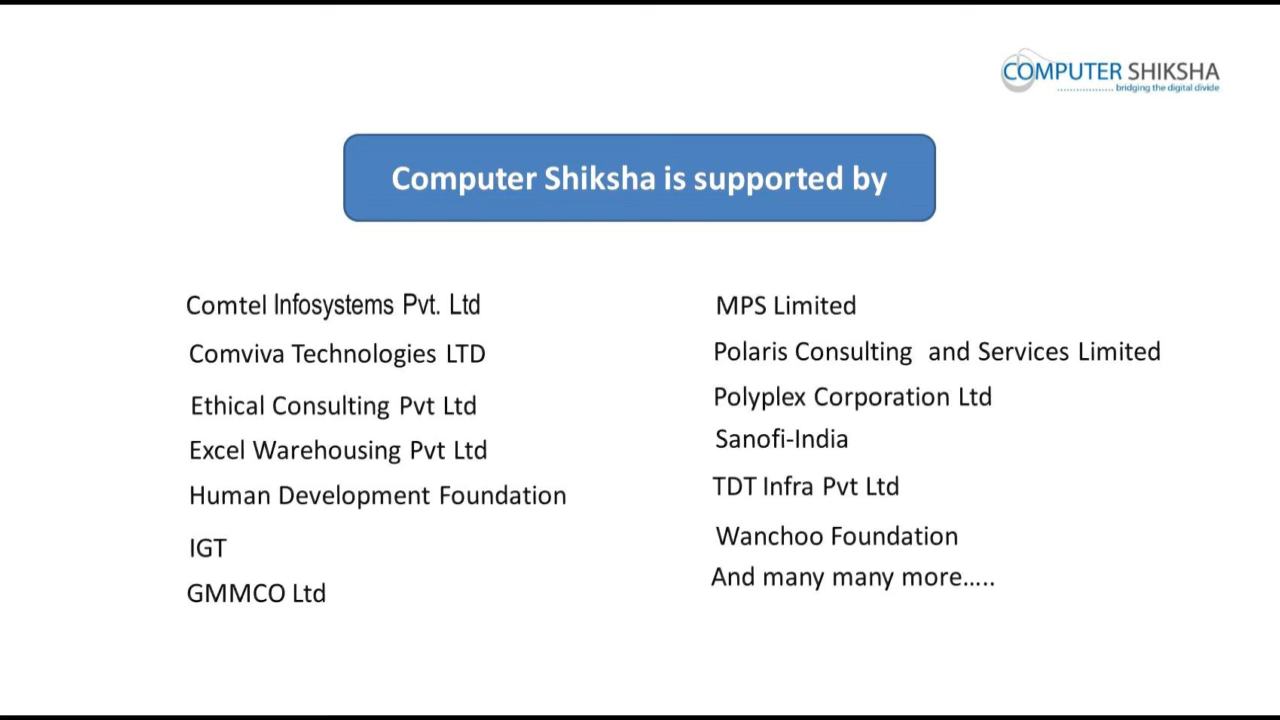 COMPUTER SHIKSHA
bridging the digital divide
Computer Shiksha is supported by
Comtel Infosystems Pvt. Ltd
Comviva Technologies LTD
Ethical Consulting Pvt Ltd
Excel Warehousing Pvt Ltd
Human Development Foundation
IGT
GMMCO Ltd
MPS Limited
Polaris Consulting and Services Limited
Polyplex Corporation Ltd
Sanofi-India
TDT Infra Pvt Ltd
Wanchoo Foundation
And many many more.....